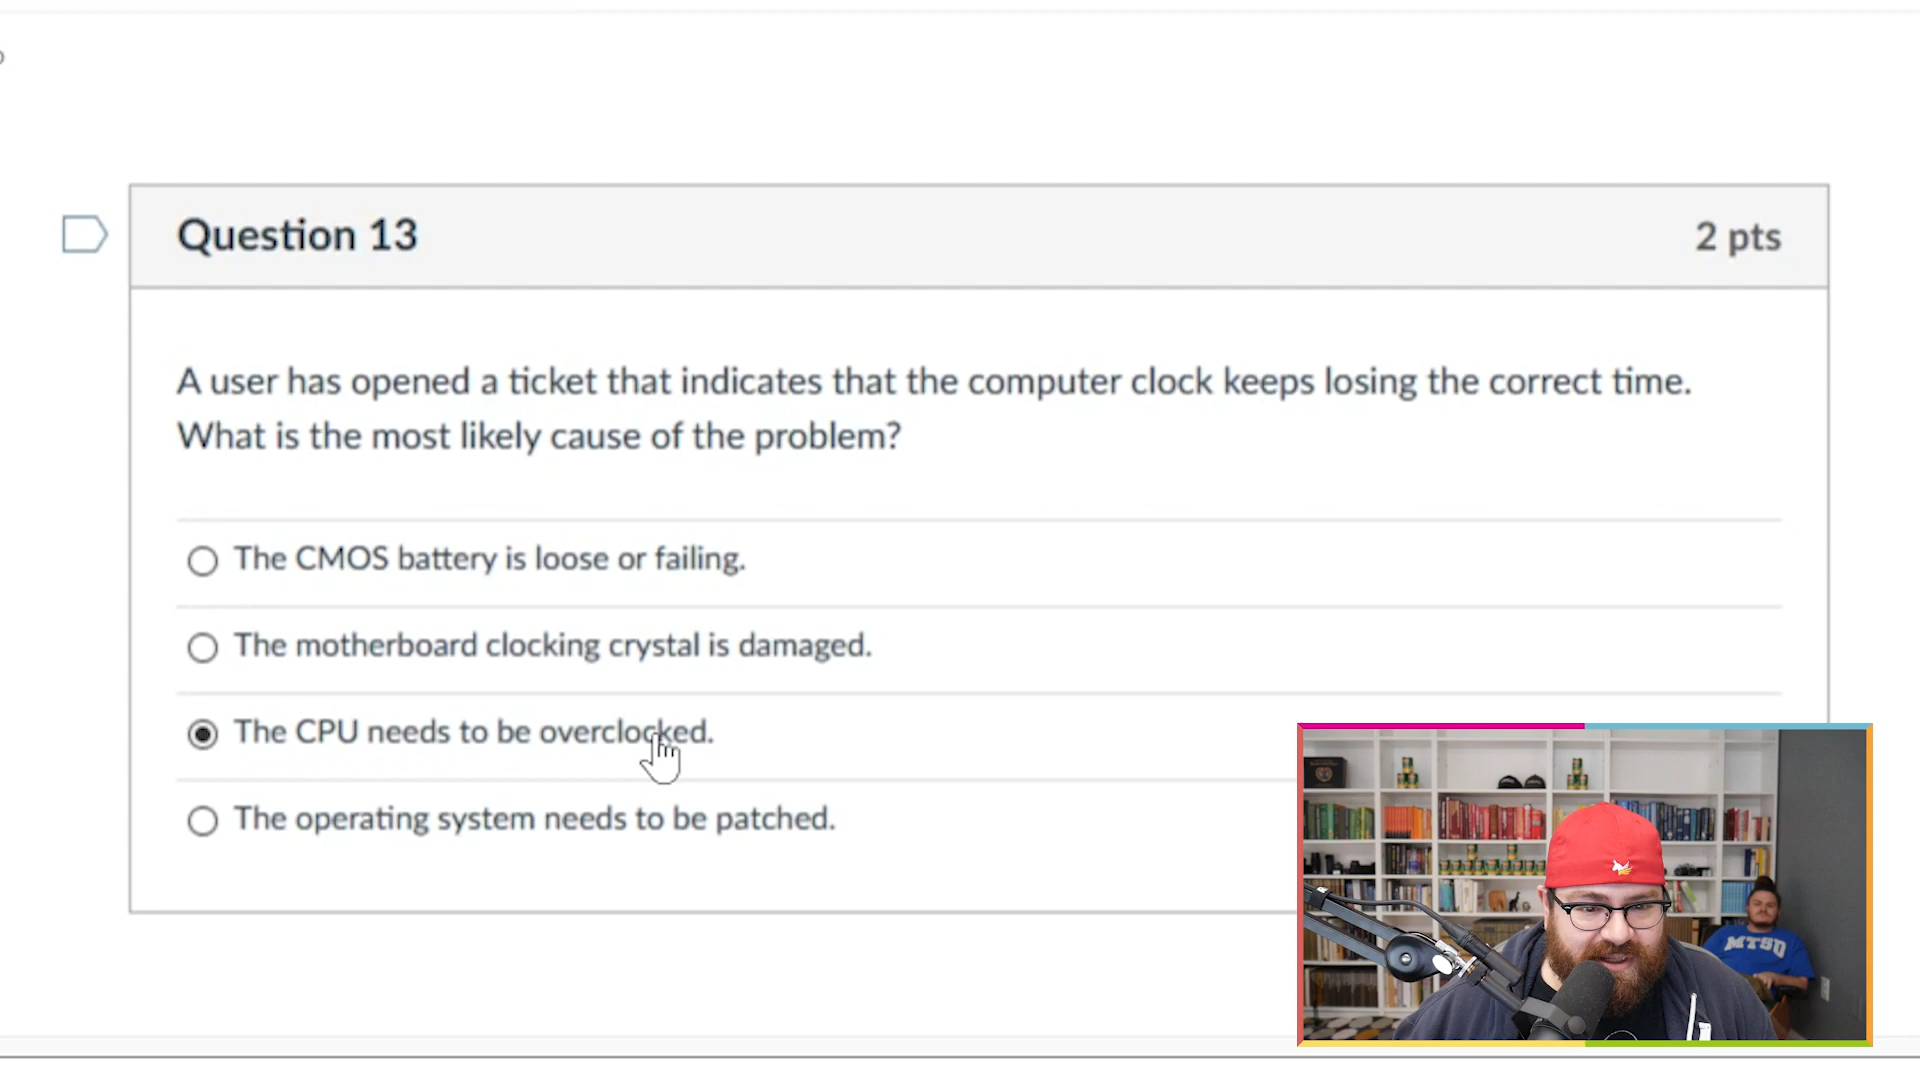 Question 13
2 pts
A user has opened a ticket that indicates that the computer clock keeps losing the correct time.
What is the most likely cause of the problem?
The CMOS battery is loose or failing.
The motherboard clocking crystal is damaged.
The CPU needs to be overclocked.
The operating system needs to be patched.
MTSU